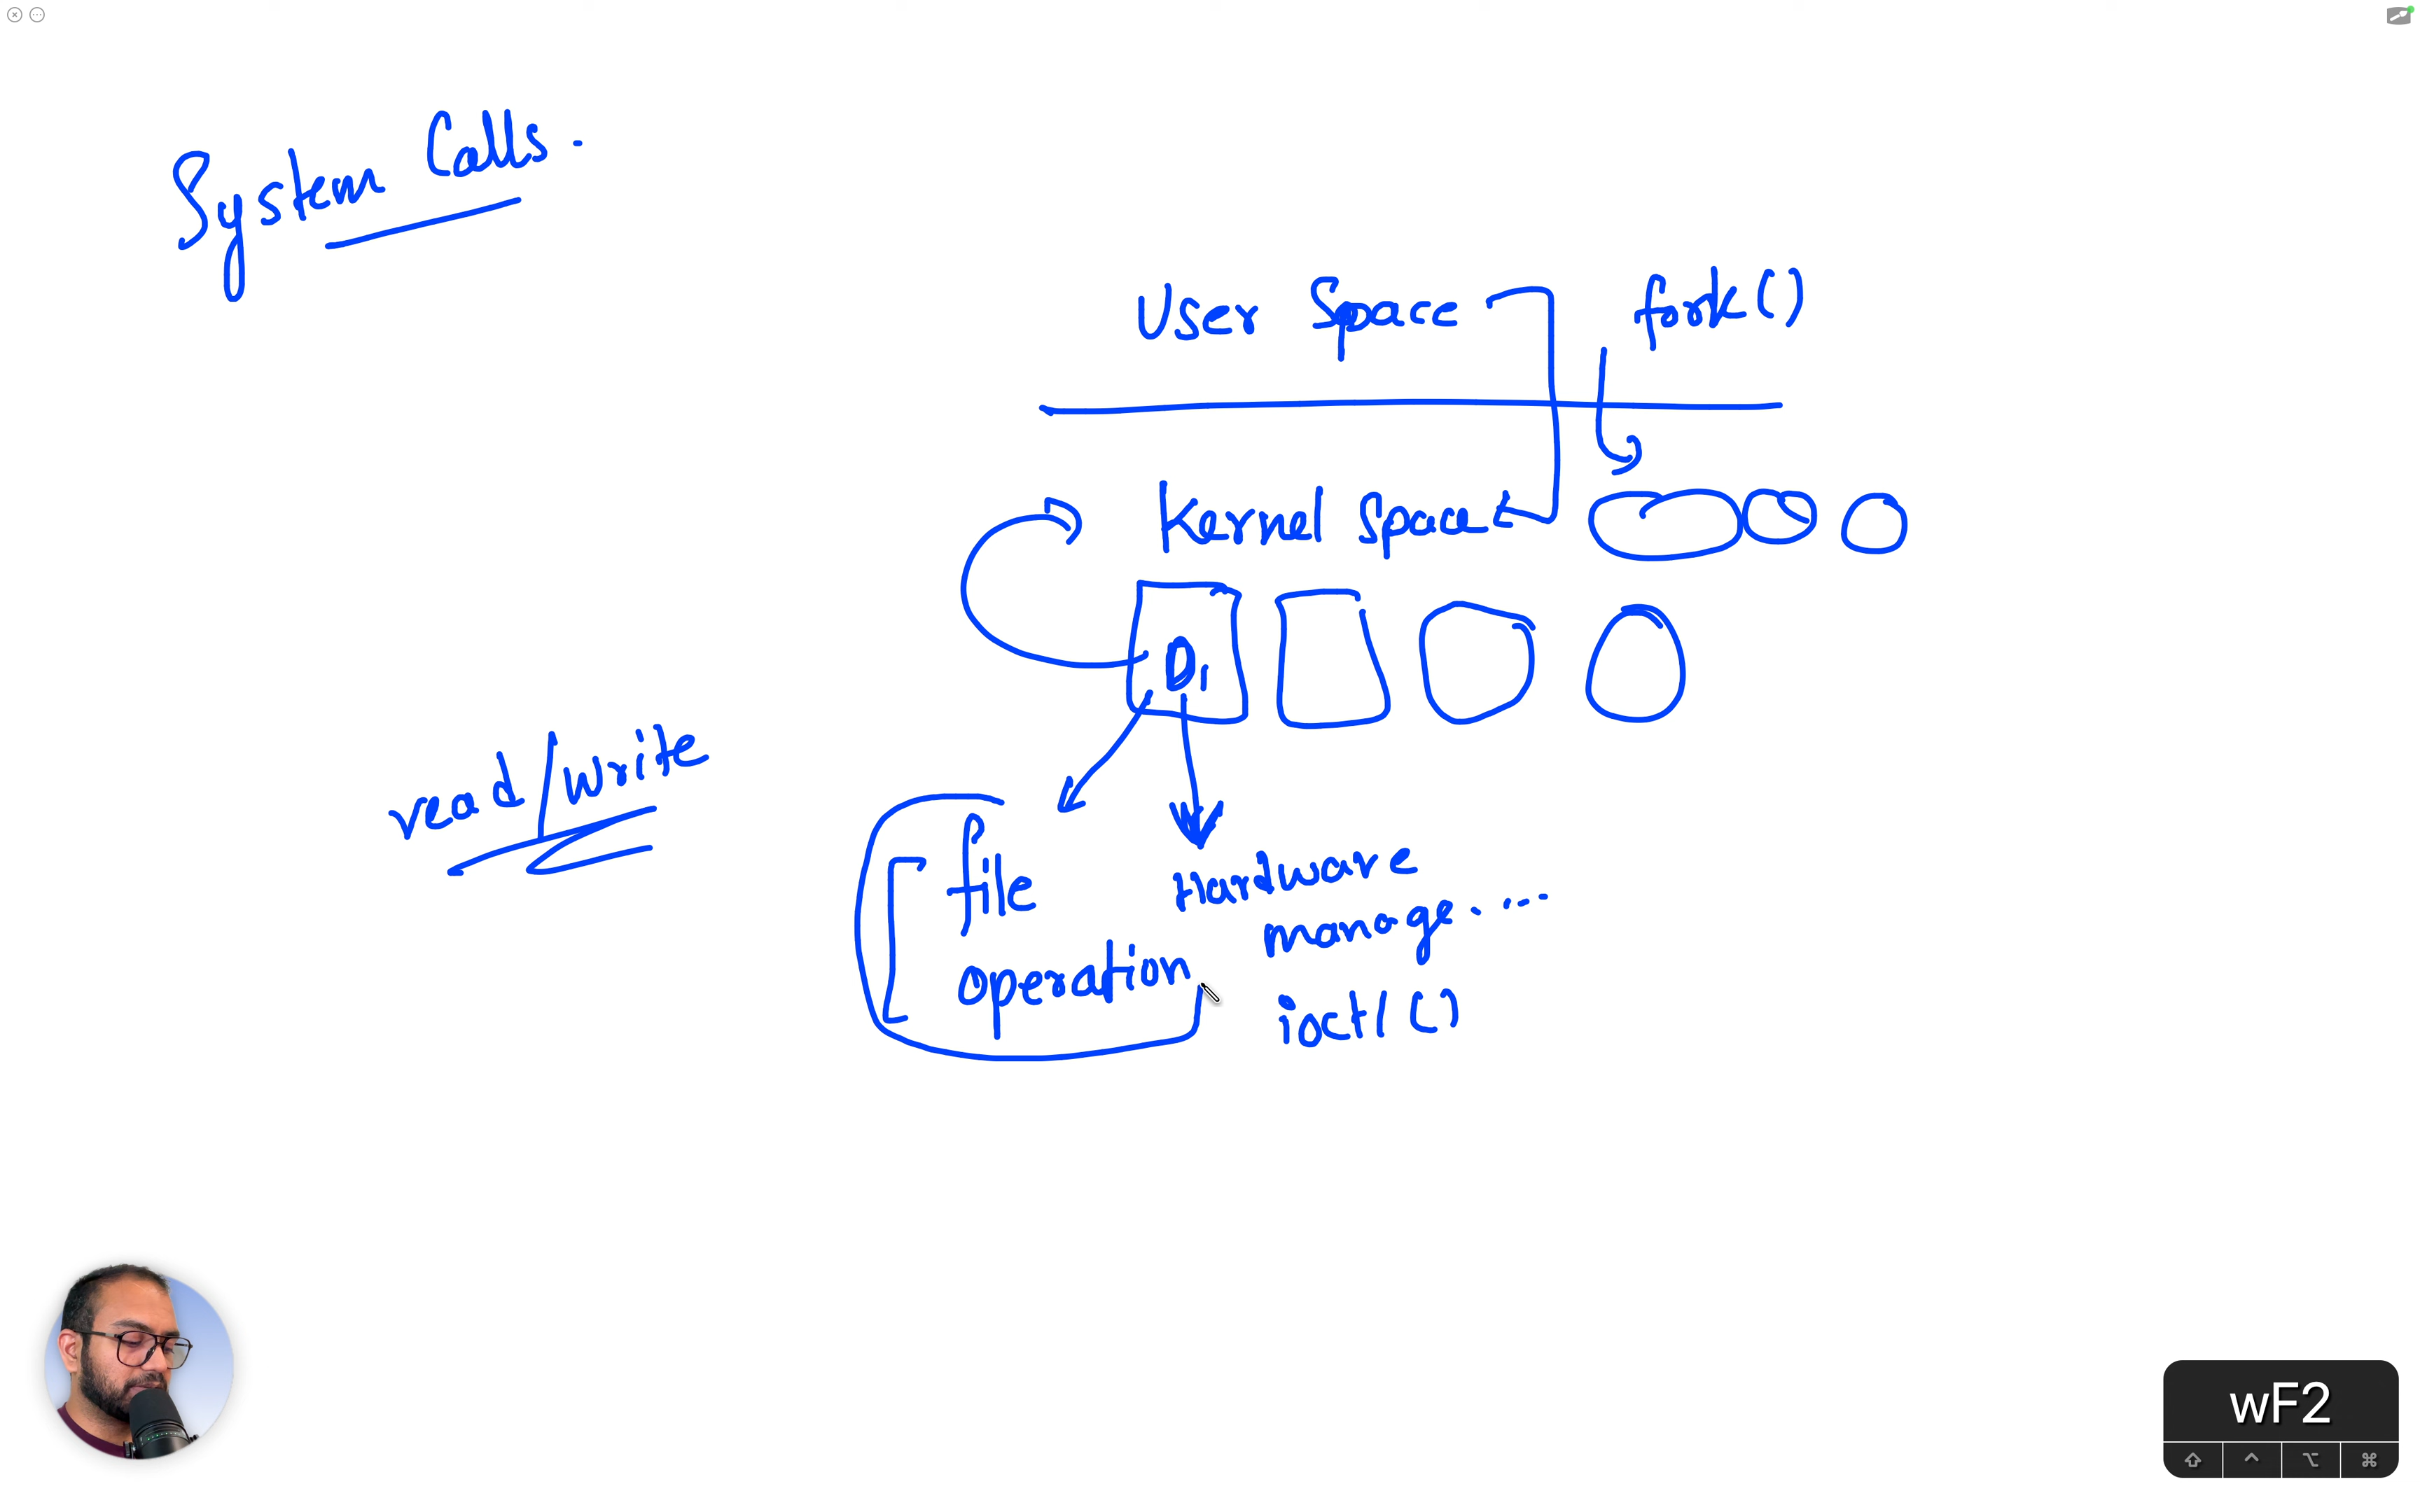 System Calls.
User Space
fork()
Kernel Space
D1
read/write
file
operation
Hardware
manage.....
ioctl()
wF2